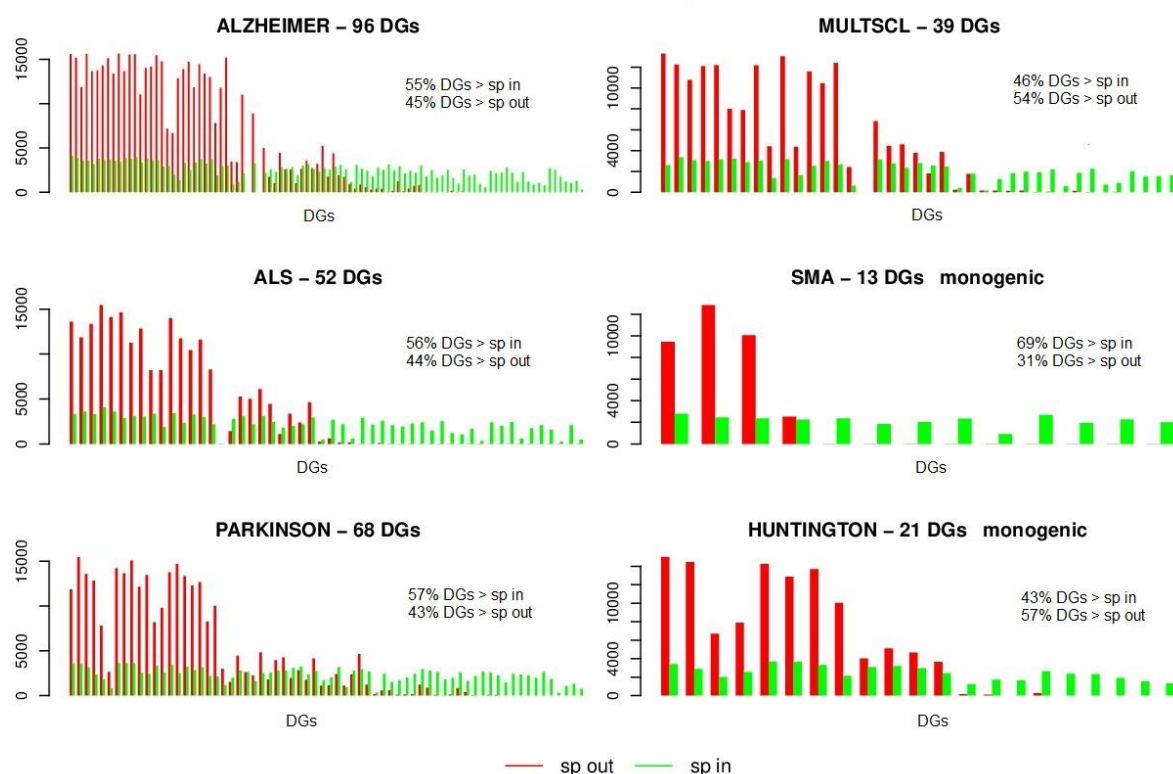 ALZHEIMER – 96 DGs
15000
5000
0
55% DGs > sp in
45% DGs > sp out
DGs
MULTSCL – 39 DGs
10000
4000
0
46% DGs > sp in
54% DGs > sp out
DGs
ALS – 52 DGs
15000
5000
0
56% DGs > sp in
44% DGs > sp out
DGs
SMA – 13 DGs monogenic
10000
4000
0
69% DGs > sp in
31% DGs > sp out
DGs
PARKINSON – 68 DGs
15000
5000
0
57% DGs > sp in
43% DGs > sp out
DGs
HUNTINGTON – 21 DGs monogenic
10000
4000
0
43% DGs > sp in
57% DGs > sp out
DGs
sp out sp in